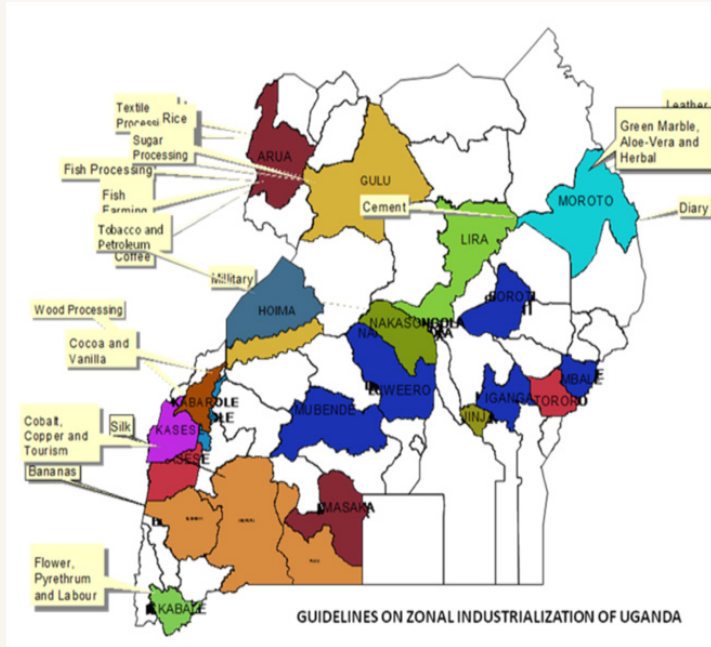 Textile
Processi
Rice
Sugar
Processing
Fish Processing
Fish
Farming
Tobacco and
Petroleum
Coffee
Military
Wood Processing
Cocoa and
Vanilla
Cobalt,
Copper and
Tourism
Silk
Bananas
Flower,
Pyrethrum
and Labour
Cement
Leather
Green Marble,
Aloe-Vera and
Herbal
Diary
ARUA
GULU
MOROTO
LIRA
HOIMA
NAKASONGOLA
SOROTI
LUWEERO
MUBENDE
IGANGA
MBALE
TORORO
JINJA
KABAROLE
KASESE
MASAKA
KABALE
GUIDELINES ON ZONAL INDUSTRIALIZATION OF UGANDA